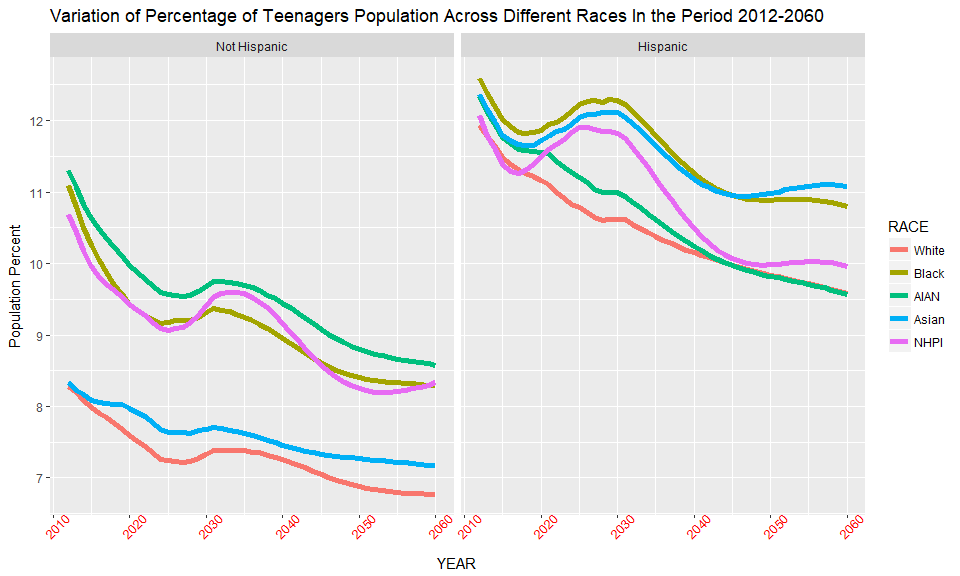 Variation of Percentage of Teenagers Population Across Different Races In the Period 2012-2060
Not Hispanic
Hispanic
Population Percent
12
11
10
9
8
7
2010 2020 2030 2040 2050 2060
2010 2020 2030 2040 2050 2060
YEAR
RACE
White
Black
AIAN
Asian
NHPI